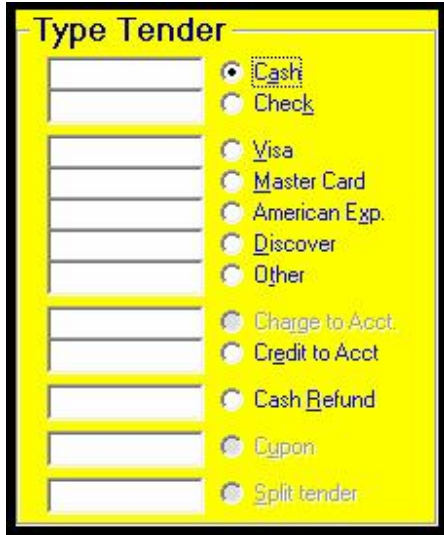 Type Tender
Cash
Check
Visa
Master Card
American Exp.
Discover
Other
Charge to Acct.
Credit to Acct
Cash Refund
Cupon
Split tender